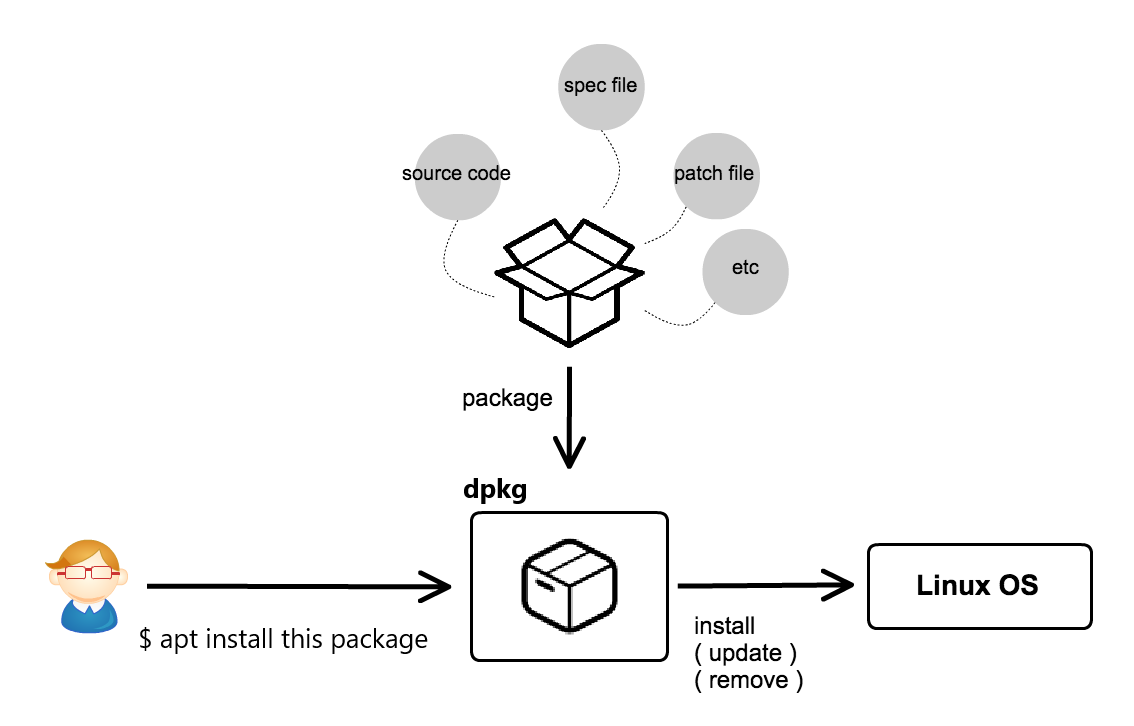 spec file
source code
patch file
etc
package
dpkg
$ apt install this package
Linux OS
install
( update )
( remove )